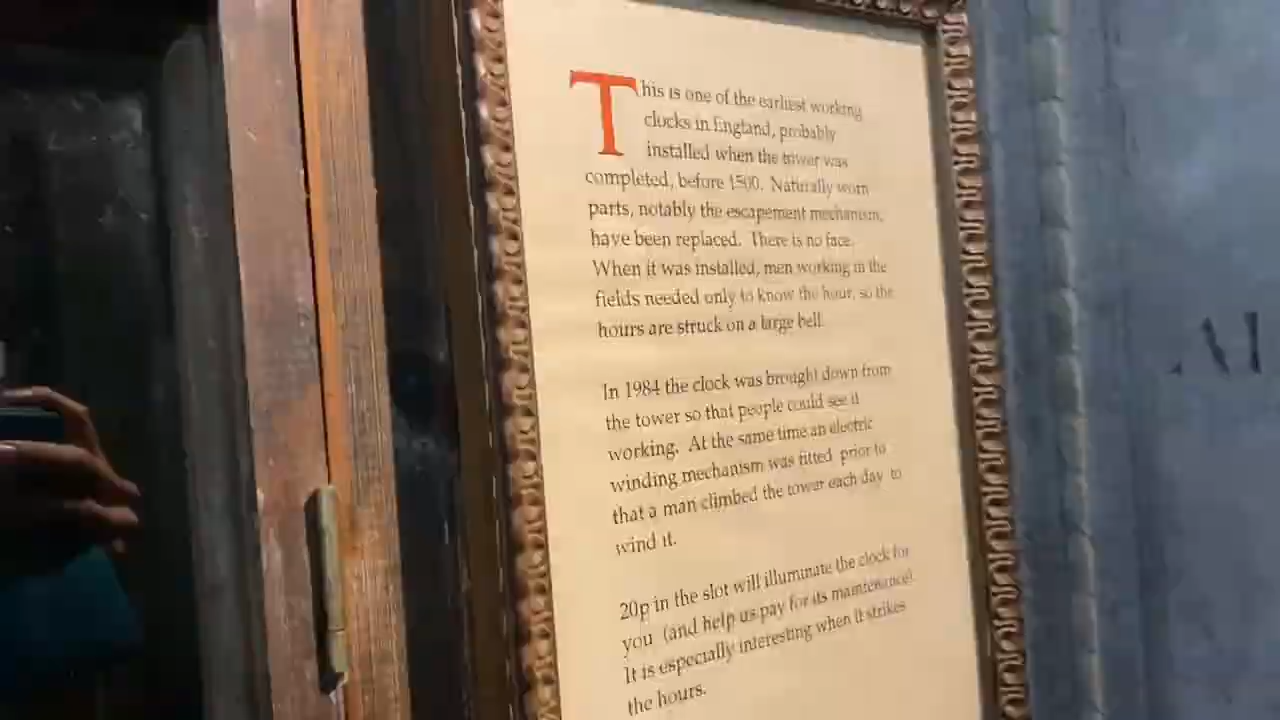 This is one of the earliest working
clocks in England, probably
installed when the tower was
completed, before 1500. Naturally worn
parts, notably the escapement mechanism,
have been replaced. There is no face.
When it was installed, men working in the
fields needed only to know the hour, so the
hours are struck on a large bell.
In 1984 the clock was brought down from
the tower so that people could see it
working. At the same time an electric
winding mechanism was fitted prior to
that a man climbed the tower each day to
wind it.
20p in the slot will illuminate the clock for
you (and help us pay for its maintenance).
It is especially interesting when it strikes
the hours.